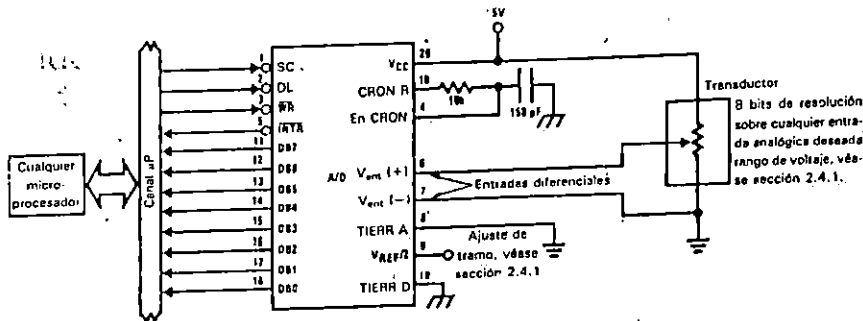 5V
1
SC
2
DL
3
WR
5
INTR
11
DB7
12
DB6
13
DB5
14
DB4
15
DB3
16
DB2
17
DB1
18
DB0
Cualquier
micro-
procesador
Canal µP
A/D
VCC
20
CRON R
19
En CRON
4
10k
150 pF
Vent (+)
6
Vent (−)
7
Entradas diferenciales
TIERRA A
8
VREF/2
9
TIERRA D
10
Ajuste de
tramo, véase
sección 2.4.1
Transductor
8 bits de resolución
sobre cualquier entra-
da analógica deseada
rango de voltaje, véa-
se sección 2.4.1.